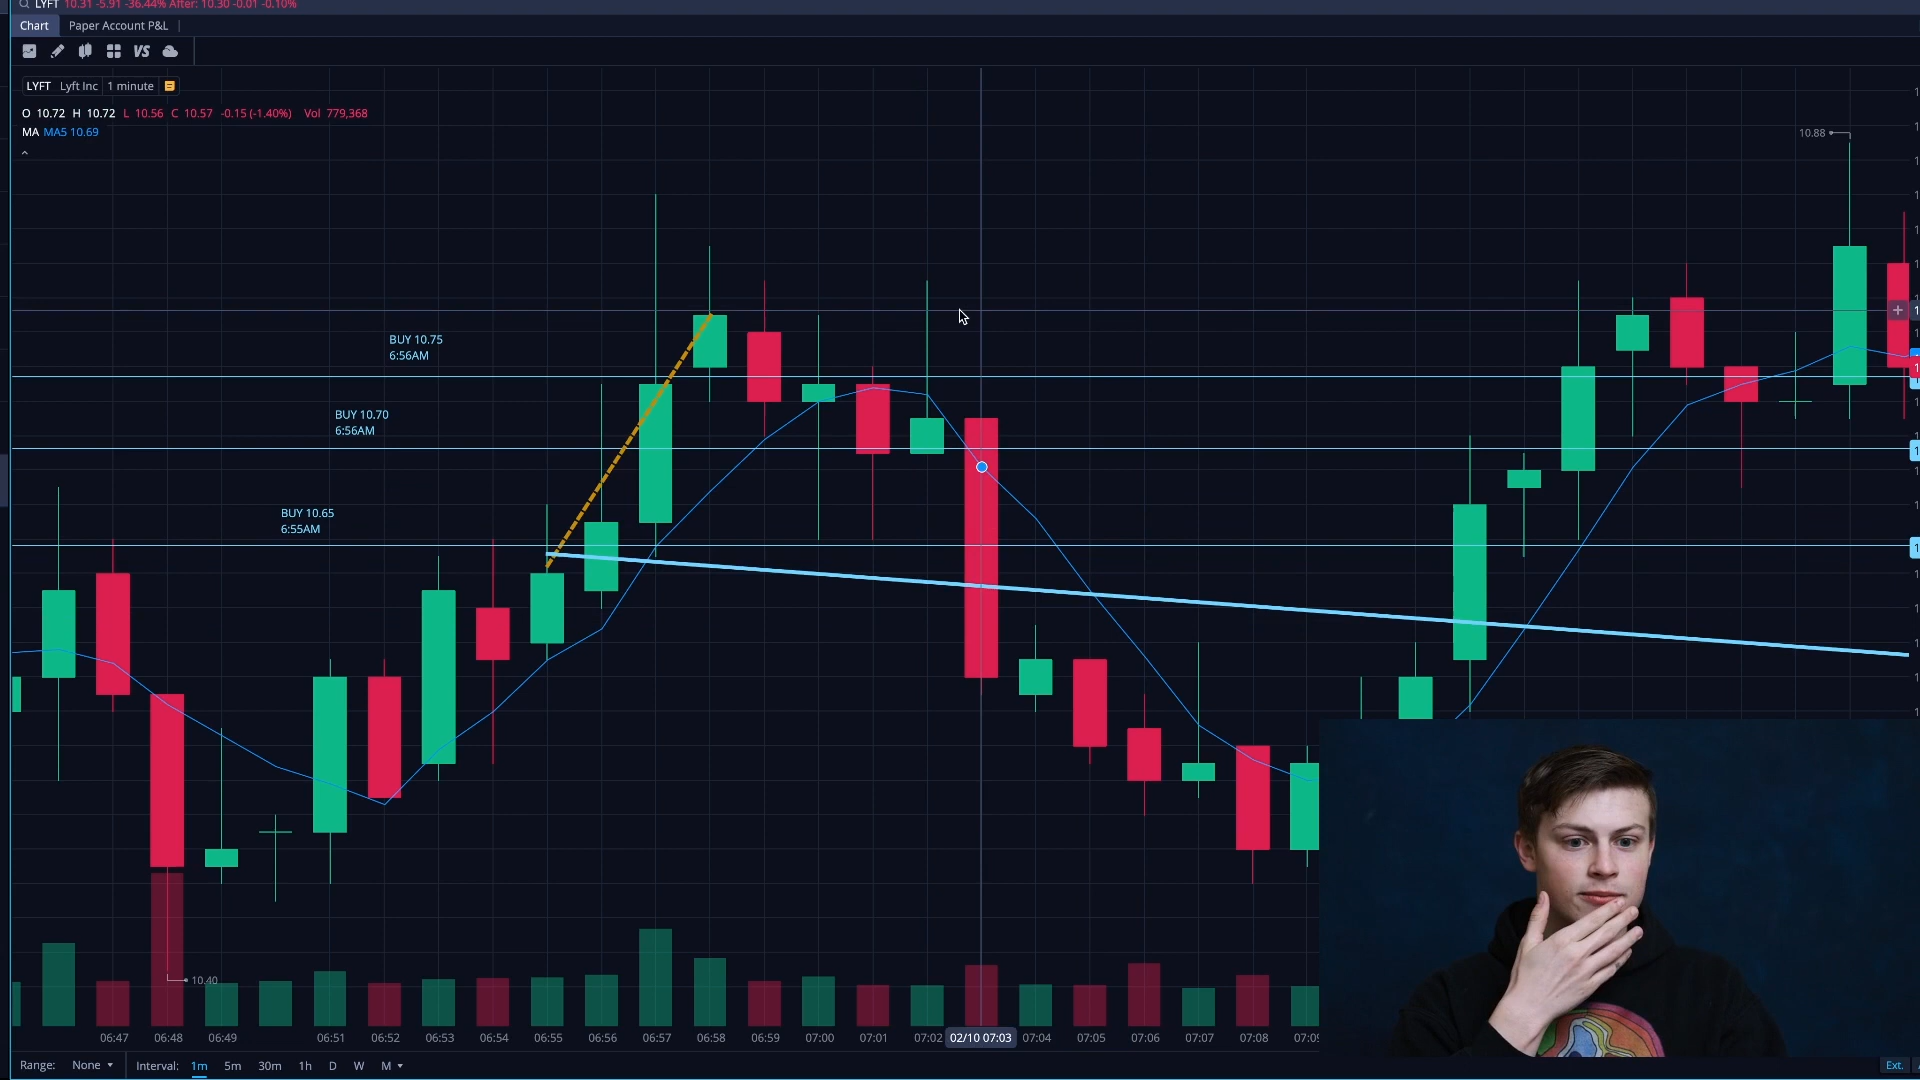 LYFT 10.31 -5.91 -36.44% After: 10.30 -0.01 -0.10%
Chart Paper Account P&L
VS
LYFT Lyft Inc 1 minute
O 10.72 H 10.72 L 10.56 C 10.57 -0.15 (-1.40%) Vol 779,368
MA MA5 10.69
10.88
BUY 10.75
6:56AM
BUY 10.70
6:56AM
BUY 10.65
6:55AM
10.40
06:47 06:48 06:49 06:51 06:52 06:53 06:54 06:55 06:56 06:57 06:58 06:59 07:00 07:01 07:02 02/10 07:03 07:04 07:05 07:06 07:07 07:08
Range: None Interval: 1m 5m 30m 1h D W M Ext.